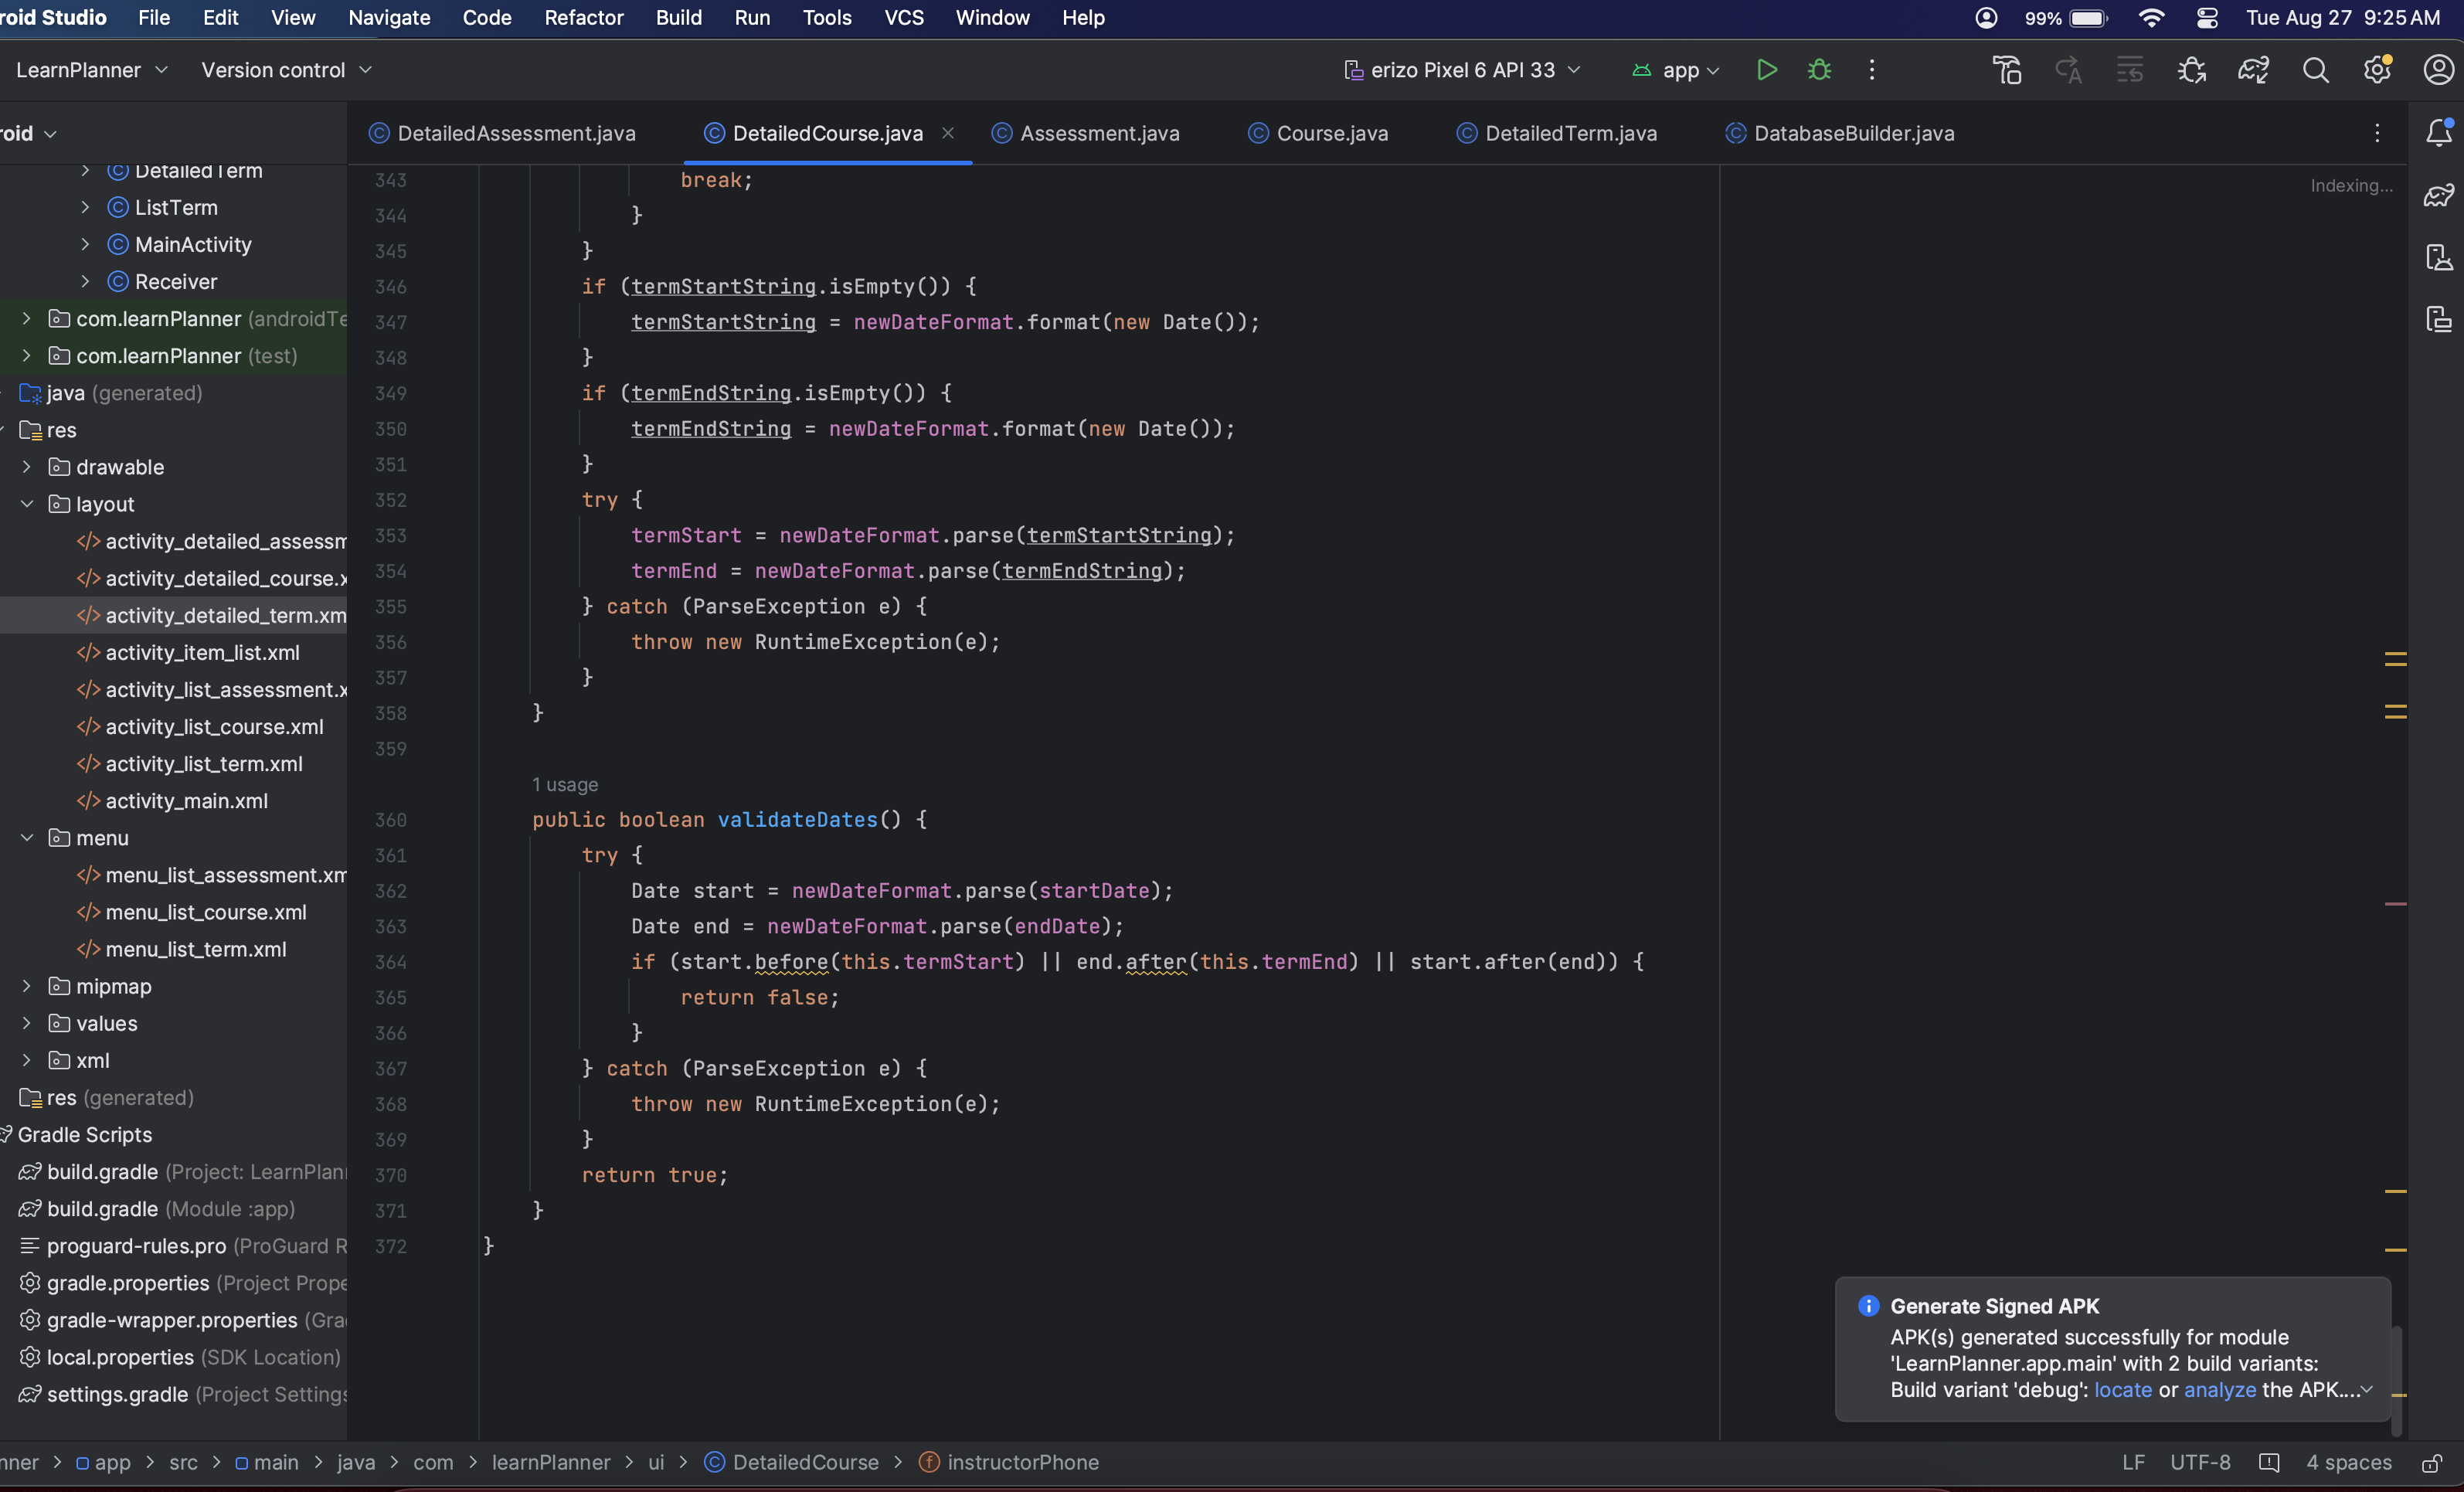 roid Studio File Edit View Navigate Code Refactor Build Run Tools VCS Window Help 99% Tue Aug 27 9:25 AM
LearnPlanner Version control erizo Pixel 6 API 33 app
roid
DetailedAssessment.java DetailedCourse.java Assessment.java Course.java DetailedTerm.java DatabaseBuilder.java
DetailedTerm
ListTerm
MainActivity
Receiver
com.learnPlanner (androidTe
com.learnPlanner (test)
java (generated)
res
drawable
layout
activity_detailed_assessm
activity_detailed_course.x
activity_detailed_term.xm
activity_item_list.xml
activity_list_assessment.x
activity_list_course.xml
activity_list_term.xml
activity_main.xml
menu
menu_list_assessment.xm
menu_list_course.xml
menu_list_term.xml
mipmap
values
xml
res (generated)
Gradle Scripts
build.gradle (Project: LearnPlan
build.gradle (Module :app)
proguard-rules.pro (ProGuard R
gradle.properties (Project Prope
gradle-wrapper.properties (Gra
local.properties (SDK Location)
settings.gradle (Project Settings
Indexing...
343 break;
344 }
345 }
346 if (termStartString.isEmpty()) {
347 termStartString = newDateFormat.format(new Date());
348 }
349 if (termEndString.isEmpty()) {
350 termEndString = newDateFormat.format(new Date());
351 }
352 try {
353 termStart = newDateFormat.parse(termStartString);
354 termEnd = newDateFormat.parse(termEndString);
355 } catch (ParseException e) {
356 throw new RuntimeException(e);
357 }
358 }
359
1 usage
360 public boolean validateDates() {
361 try {
362 Date start = newDateFormat.parse(startDate);
363 Date end = newDateFormat.parse(endDate);
364 if (start.before(this.termStart) || end.after(this.termEnd) || start.after(end)) {
365 return false;
366 }
367 } catch (ParseException e) {
368 throw new RuntimeException(e);
369 }
370 return true;
371 }
372 }
Generate Signed APK
APK(s) generated successfully for module
'LearnPlanner.app.main' with 2 build variants:
Build variant 'debug': locate or analyze the APK....
nner > app > src > main > java > com > learnPlanner > ui > DetailedCourse > instructorPhone LF UTF-8 4 spaces